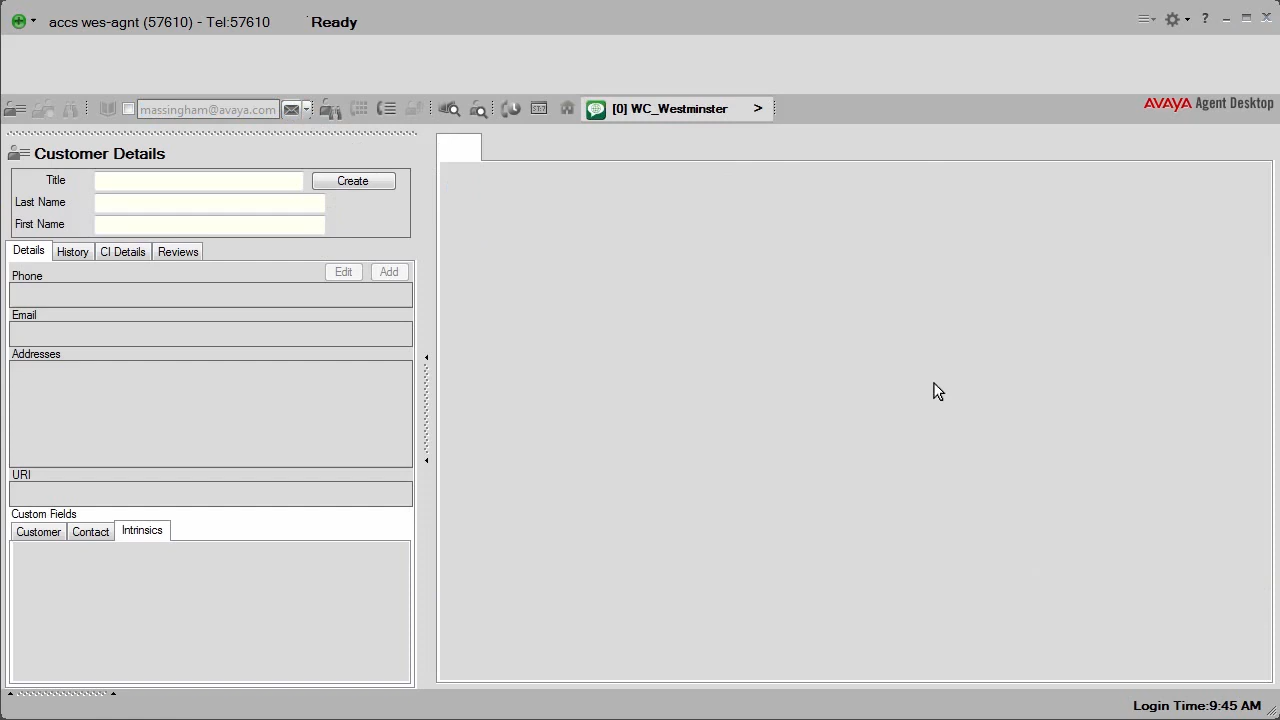 accs wes-agnt (57610) - Tel:57610
Ready
?
massingham@avaya.com
[0] WC_Westminster >
AVAYA Agent Desktop
Customer Details
Title
Create
Last Name
First Name
Details History CI Details Reviews
Phone
Edit Add
Email
Addresses
URI
Custom Fields
Customer Contact Intrinsics
Login Time:9:45 AM